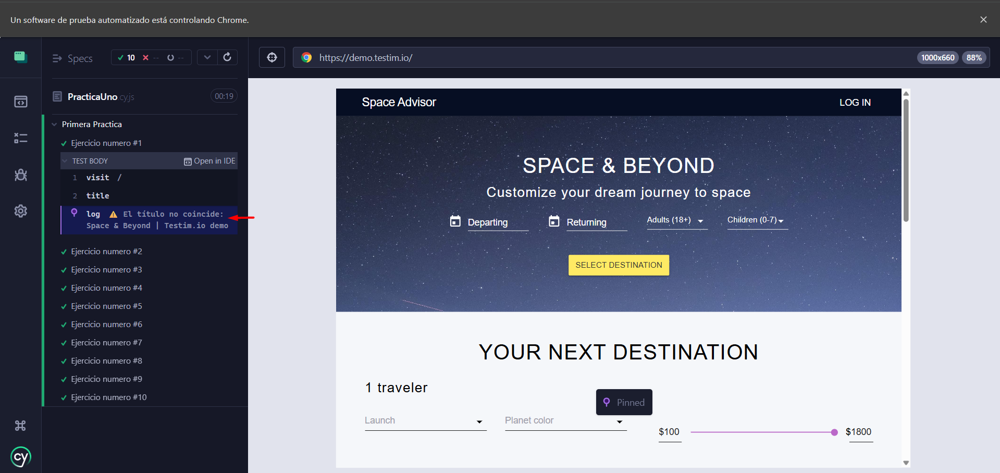 Un software de prueba automatizado está controlando Chrome.
Specs
10 -- --
https://demo.testim.io/
1000x660
88%
PracticaUno.cy.js
00:19
Primera Practica
Ejercicio numero #1
TEST BODY
Open in IDE
1 visit /
2 title
log ⚠ El título no coincide:
Space & Beyond | Testim.io demo
Ejercicio numero #2
Ejercicio numero #3
Ejercicio numero #4
Ejercicio numero #5
Ejercicio numero #6
Ejercicio numero #7
Ejercicio numero #8
Ejercicio numero #9
Ejercicio numero #10
cy
Space Advisor
LOG IN
SPACE & BEYOND
Customize your dream journey to space
Departing
Returning
Adults (18+)
Children (0-7)
SELECT DESTINATION
YOUR NEXT DESTINATION
1 traveler
Pinned
Launch
Planet color
$100
$1800